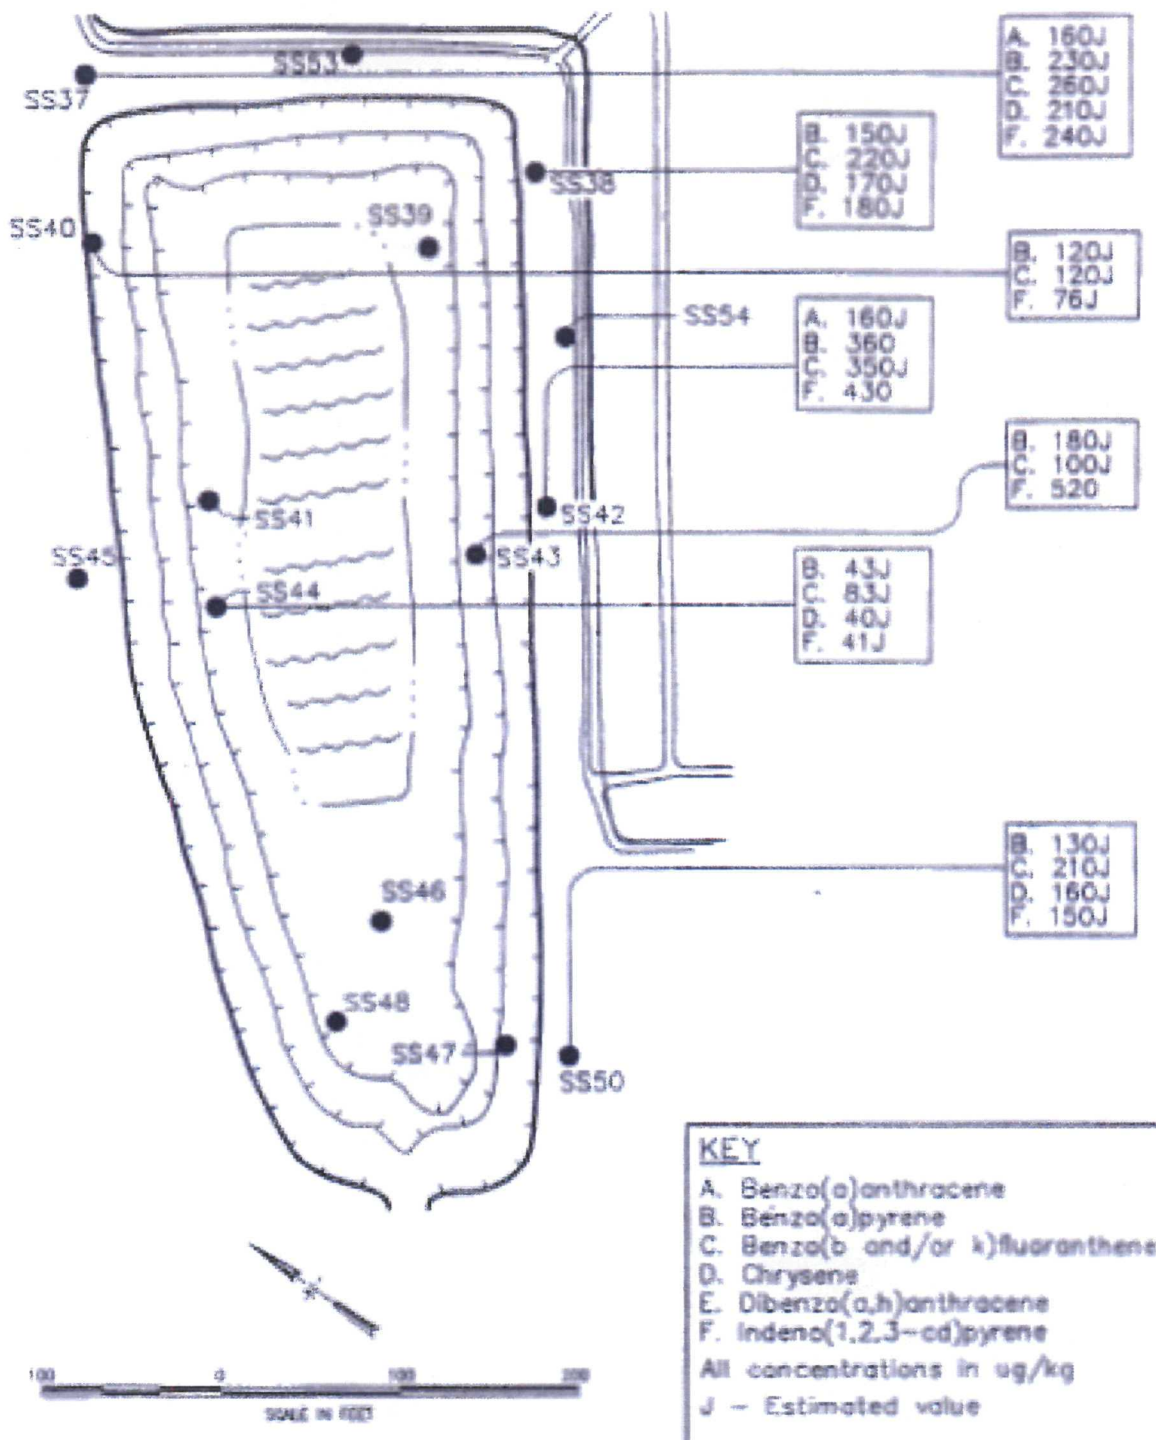 SS53
SS37
A. 160J
B. 230J
C. 260J
D. 210J
F. 240J
B. 150J
C. 220J
D. 170J
F. 180J
SS38
SS39
SS40
B. 120J
C. 120J
F. 76J
SS54
A. 160J
B. 360
C. 350J
F. 430
B. 180J
C. 100J
F. 520
SS41
SS42
SS45
SS43
SS44
B. 43J
C. 83J
D. 40J
F. 41J
B. 130J
C. 210J
D. 160J
F. 150J
SS46
SS48
SS47
SS50
KEY
A. Benzo(a)anthracene
B. Benzo(a)pyrene
C. Benzo(b and/or k)fluoranthene
D. Chrysene
E. Dibenzo(a,h)anthracene
F. Indeno(1,2,3-cd)pyrene
All concentrations in ug/kg
J - Estimated value
100 0 100 200
SCALE IN FEET